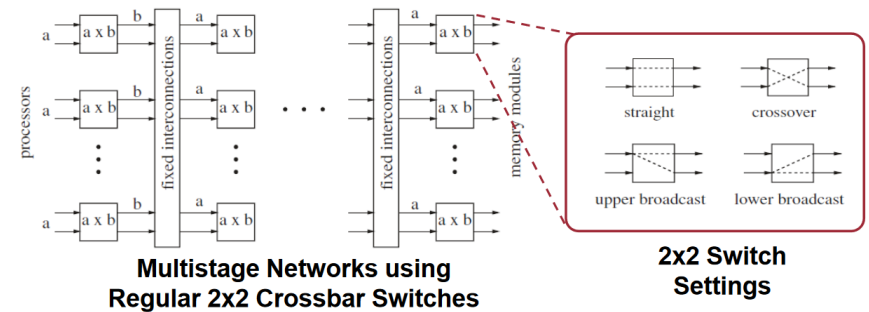 processors
a
a x b
b
a
a x b
a
a x b
b
a
a x b
a
a x b
b
a
a x b
fixed interconnections
fixed interconnections
a
a x b
a
a x b
a
a x b
memory modules
straight
crossover
upper broadcast
lower broadcast
Multistage Networks using
Regular 2x2 Crossbar Switches
2x2 Switch
Settings